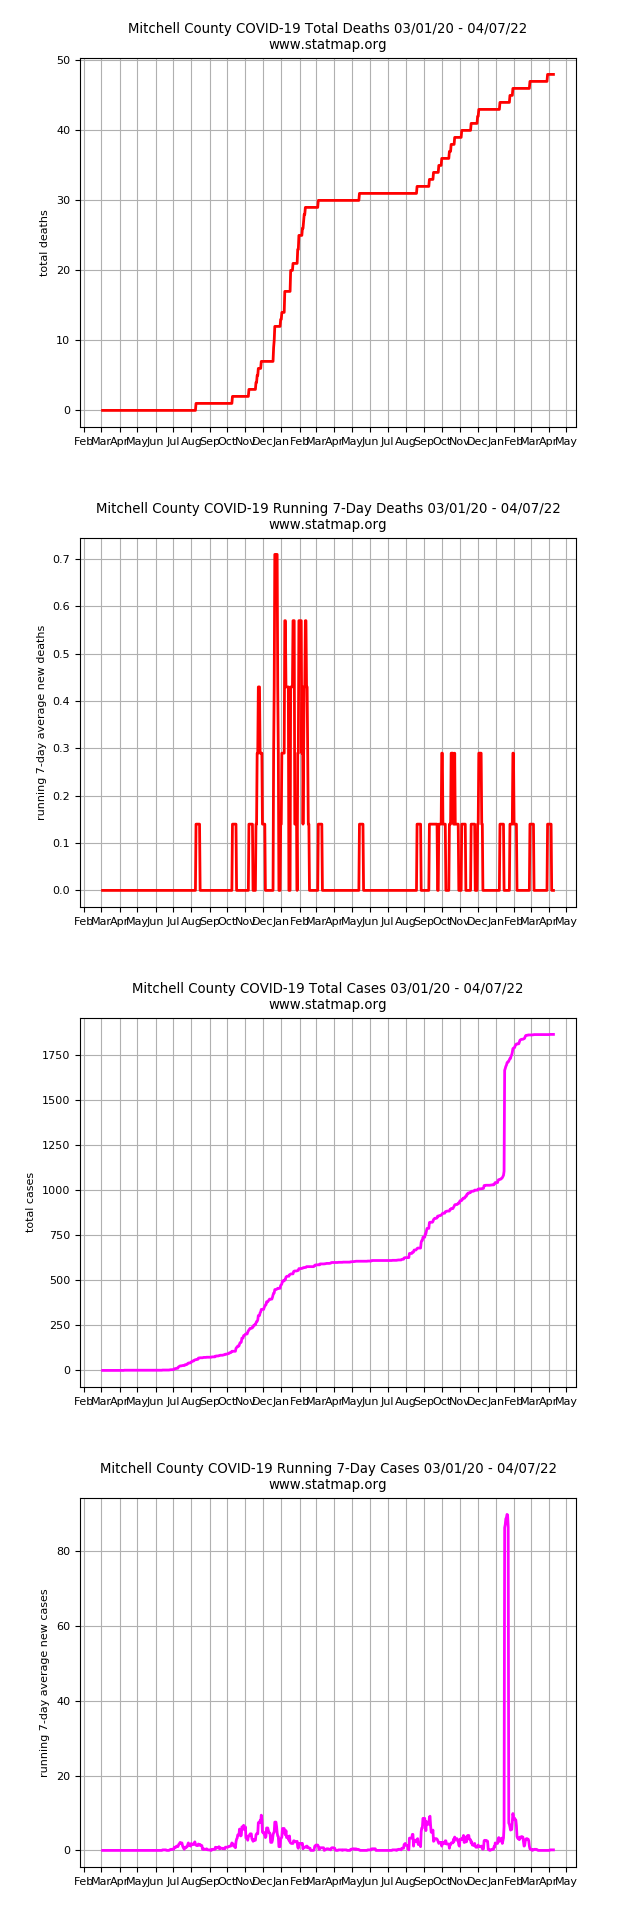 Mitchell County COVID-19 Total Deaths 03/01/20 - 04/07/22
www.statmap.org
50
40
30
20
10
0
total deaths
Feb Mar Apr May Jun Jul Aug Sep Oct Nov Dec Jan Feb Mar Apr May Jun Jul Aug Sep Oct Nov Dec Jan Feb Mar Apr May
Mitchell County COVID-19 Running 7-Day Deaths 03/01/20 - 04/07/22
www.statmap.org
0.7
0.6
0.5
0.4
0.3
0.2
0.1
0.0
running 7-day average new deaths
Feb Mar Apr May Jun Jul Aug Sep Oct Nov Dec Jan Feb Mar Apr May Jun Jul Aug Sep Oct Nov Dec Jan Feb Mar Apr May
Mitchell County COVID-19 Total Cases 03/01/20 - 04/07/22
www.statmap.org
1750
1500
1250
1000
750
500
250
0
total cases
Feb Mar Apr May Jun Jul Aug Sep Oct Nov Dec Jan Feb Mar Apr May Jun Jul Aug Sep Oct Nov Dec Jan Feb Mar Apr May
Mitchell County COVID-19 Running 7-Day Cases 03/01/20 - 04/07/22
www.statmap.org
80
60
40
20
0
running 7-day average new cases
Feb Mar Apr May Jun Jul Aug Sep Oct Nov Dec Jan Feb Mar Apr May Jun Jul Aug Sep Oct Nov Dec Jan Feb Mar Apr May